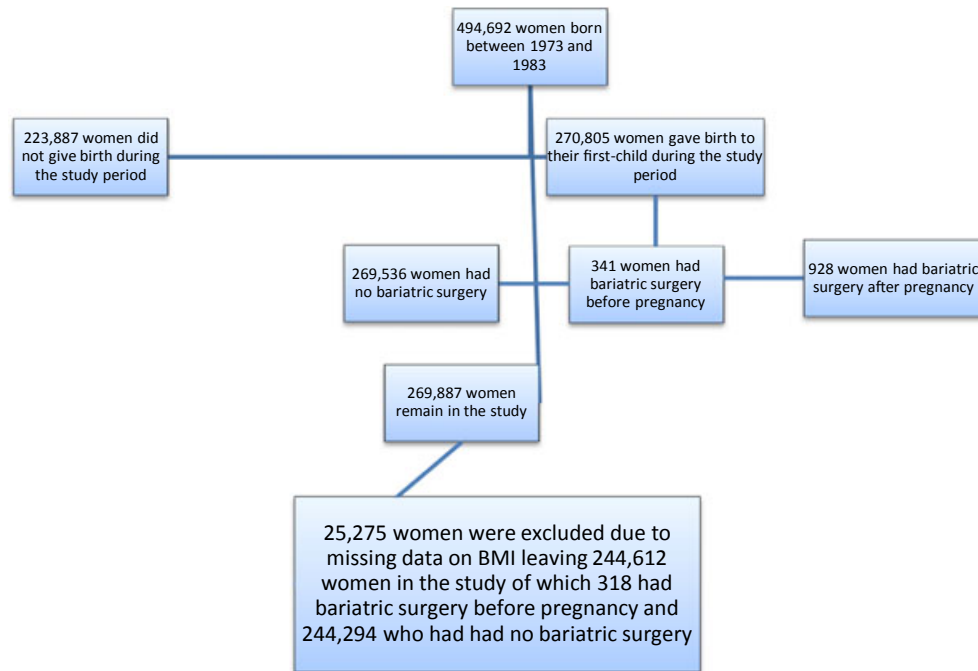 494,692 women born
between 1973 and
1983
223,887 women did
not give birth during
the study period
270,805 women gave birth to
their first-child during the study
period
269,536 women had
no bariatric surgery
341 women had
bariatric surgery
before pregnancy
928 women had bariatric
surgery after pregnancy
269,887 women
remain in the study
25,275 women were excluded due to
missing data on BMI leaving 244,612
women in the study of which 318 had
bariatric surgery before pregnancy and
244,294 who had had no bariatric surgery